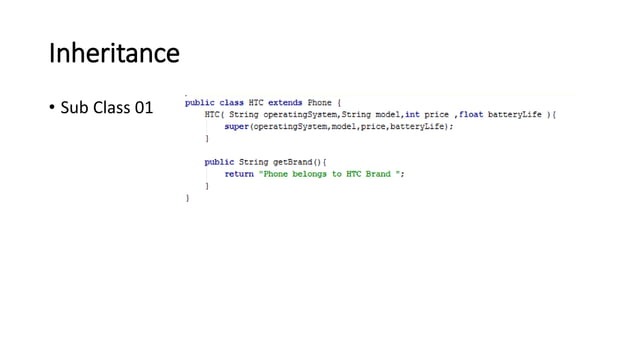 Inheritance
• Sub Class 01
public class HTC extends Phone {
HTC( String operatingSystem,String model,int price ,float batteryLife ){
super(operatingSystem,model,price,batteryLife);
}
public String getBrand(){
return "Phone belongs to HTC Brand ";
}
}